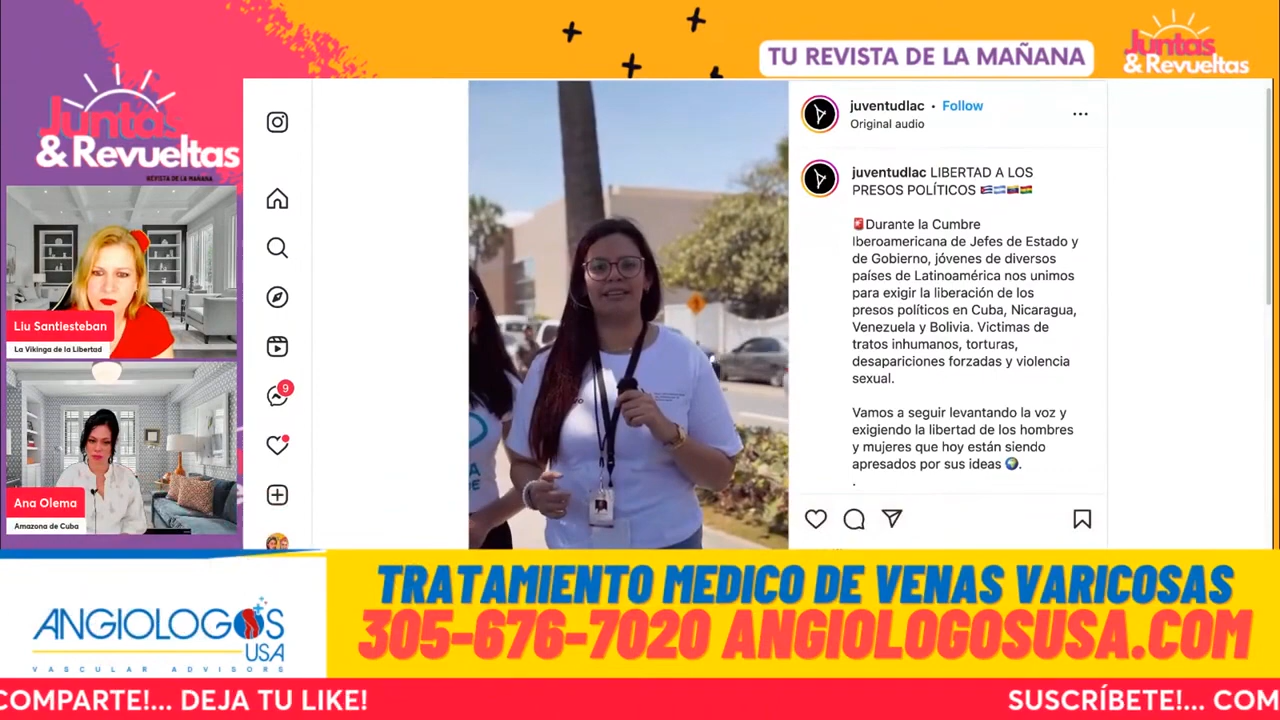 TU REVISTA DE LA MAÑANA
Juntas
& Revueltas
Juntas
& Revueltas
REVISTA DE LA MAÑANA
Liu Santiesteban
La Vikinga de la Libertad
Ana Olema
Amazona de Cuba
9
juventudlac • Follow
Original audio
juventudlac LIBERTAD A LOS
PRESOS POLÍTICOS 🇨🇺🇳🇮🇻🇪🇧🇴
🚨Durante la Cumbre
Iberoamericana de Jefes de Estado y
de Gobierno, jóvenes de diversos
países de Latinoamérica nos unimos
para exigir la liberación de los
presos políticos en Cuba, Nicaragua,
Venezuela y Bolivia. Victimas de
tratos inhumanos, torturas,
desapariciones forzadas y violencia
sexual.
Vamos a seguir levantando la voz y
exigiendo la libertad de los hombres
y mujeres que hoy están siendo
apresados por sus ideas 🌍.
.
ANGIOLOGOS
USA
VASCULAR ADVISORS
TRATAMIENTO MEDICO DE VENAS VARICOSAS
305-676-7020 ANGIOLOGOSUSA.COM
COMPARTE!... DEJA TU LIKE!
SUSCRÍBETE!... COM